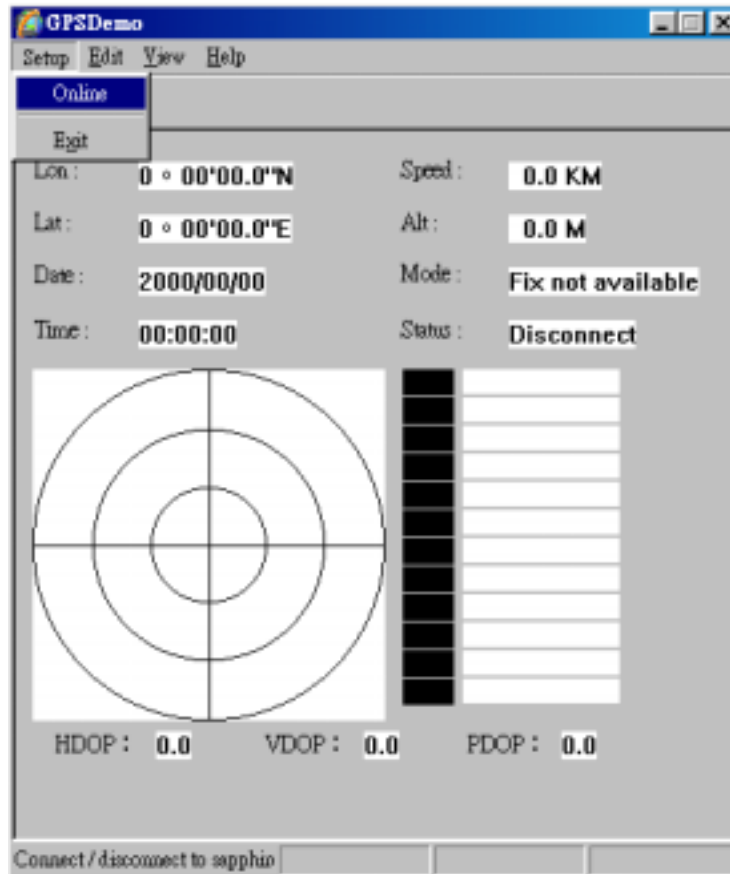 GPSDemo
Setup Edit View Help
Online
Exit
Lon : 0 ° 00'00.0"N Speed : 0.0 KM
Lat : 0 ° 00'00.0"E Alt : 0.0 M
Date : 2000/00/00 Mode : Fix not available
Time : 00:00:00 Status : Disconnect
HDOP : 0.0 VDOP : 0.0 PDOP : 0.0
Connect / disconnect to sapphir